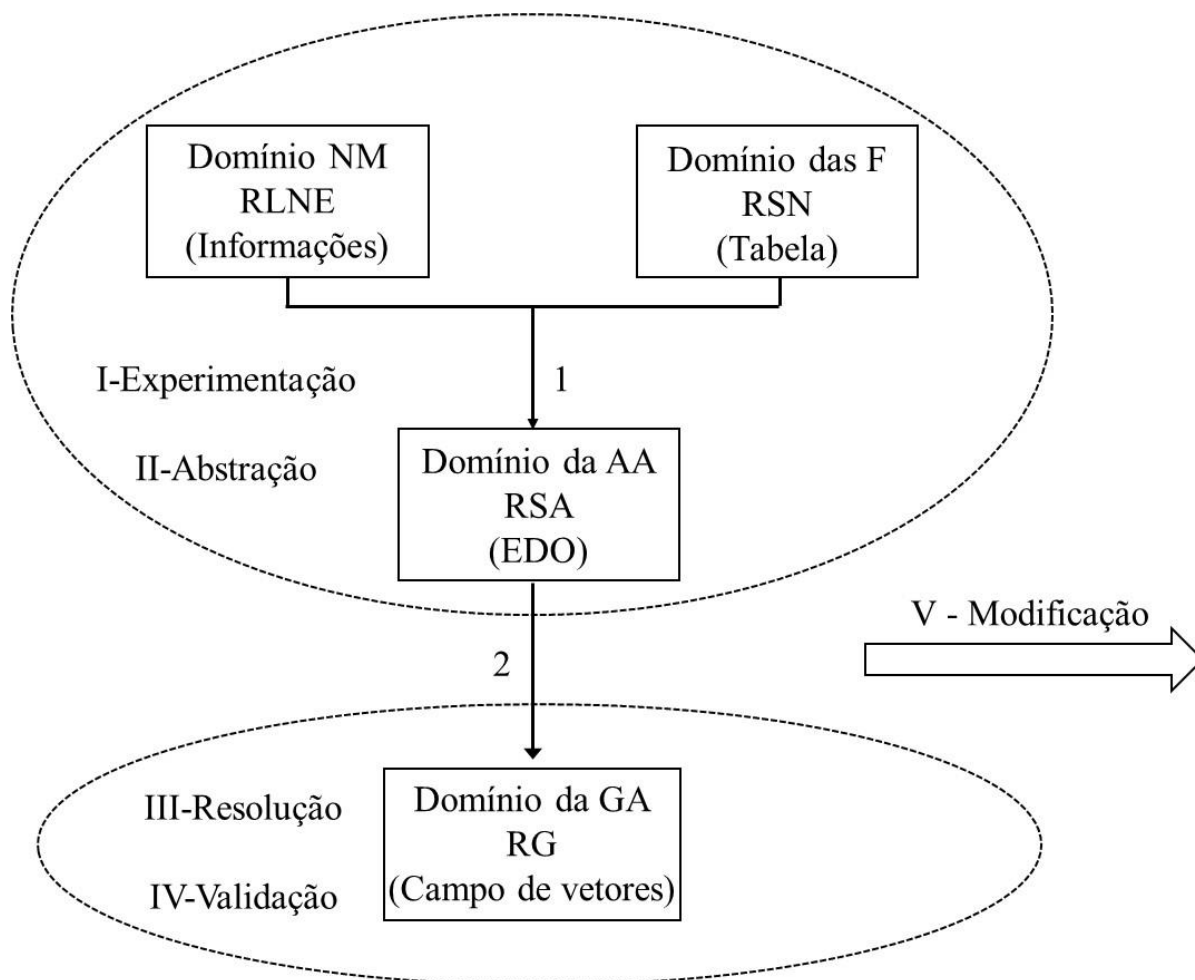 Domínio NM
RLNE
(Informações)
Domínio das F
RSN
(Tabela)
I-Experimentação
1
II-Abstração
Domínio da AA
RSA
(EDO)
V - Modificação
2
III-Resolução
IV-Validação
Domínio da GA
RG
(Campo de vetores)